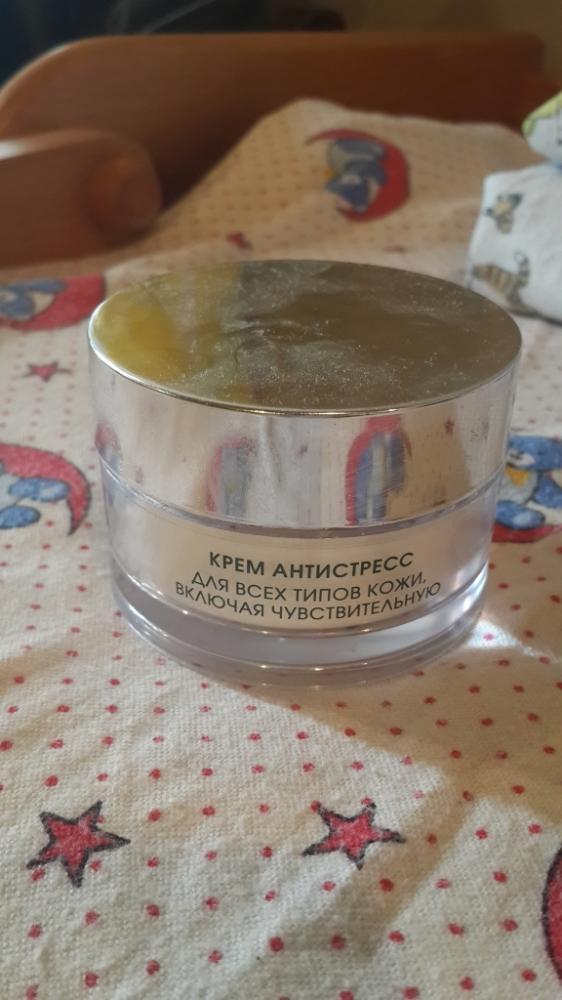 КРЕМ АНТИСТРЕСС
ДЛЯ ВСЕХ ТИПОВ КОЖИ,
ВКЛЮЧАЯ ЧУВСТВИТЕЛЬНУЮ